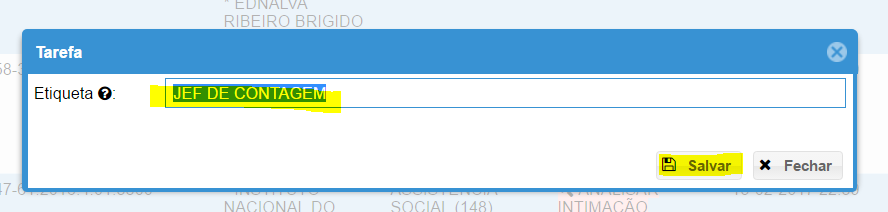 * EDNALVA
RIBEIRO BRIGIDO
Tarefa
Etiqueta ?:
JEF DE CONTAGEM
Salvar
Fechar
INSTITUTO
ASSISTÊNCIA
ANALISAR
NACIONAL DO
SOCIAL (148)
INTIMAÇÃO